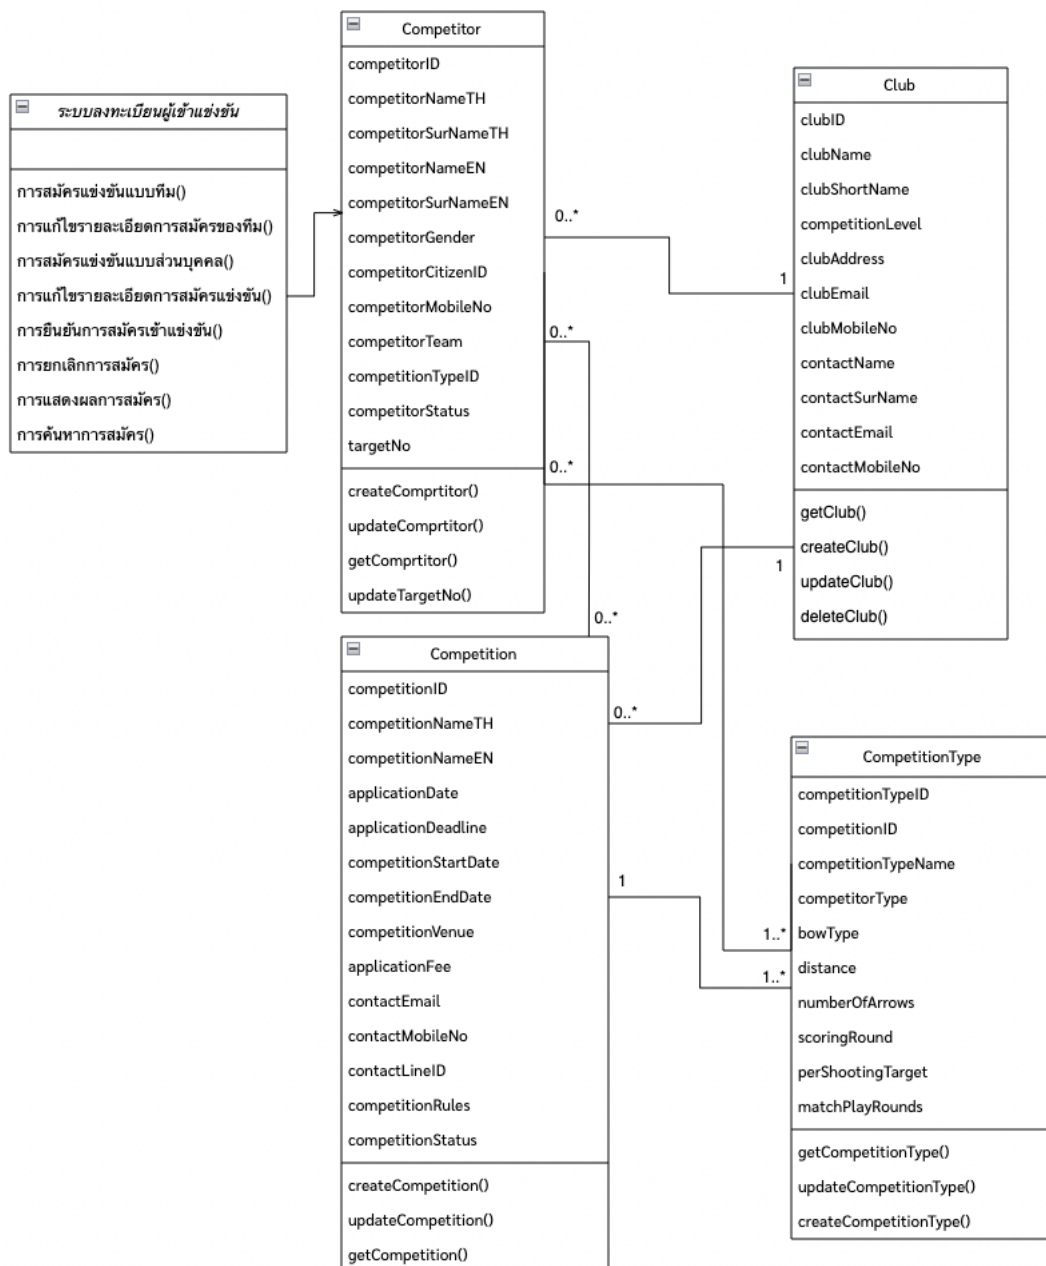 ระบบลงทะเบียนผู้เข้าแข่งขัน
การสมัครแข่งขันแบบทีม()
การแก้ไขรายละเอียดการสมัครของทีม()
การสมัครแข่งขันแบบส่วนบุคคล()
การแก้ไขรายละเอียดการสมัครแข่งขัน()
การยืนยันการสมัครเข้าแข่งขัน()
การยกเลิกการสมัคร()
การแสดงผลการสมัคร()
การค้นหาการสมัคร()
Competitor
competitorID
competitorNameTH
competitorSurNameTH
competitorNameEN
competitorSurNameEN
competitorGender
competitorCitizenID
competitorMobileNo
competitorTeam
competitionTypeID
competitorStatus
targetNo
createComprtitor()
updateComprtitor()
getComprtitor()
updateTargetNo()
0..*
1
0..*
0..*
0..*
1
0..*
Club
clubID
clubName
clubShortName
competitionLevel
clubAddress
clubEmail
clubMobileNo
contactName
contactSurName
contactEmail
contactMobileNo
getClub()
createClub()
updateClub()
deleteClub()
Competition
competitionID
competitionNameTH
competitionNameEN
applicationDate
applicationDeadline
competitionStartDate
competitionEndDate
competitionVenue
applicationFee
contactEmail
contactMobileNo
contactLineID
competitionRules
competitionStatus
createCompetition()
updateCompetition()
getCompetition()
1
1..*
1..*
CompetitionType
competitionTypeID
competitionID
competitionTypeName
competitorType
bowType
distance
numberOfArrows
scoringRound
perShootingTarget
matchPlayRounds
getCompetitionType()
updateCompetitionType()
createCompetitionType()